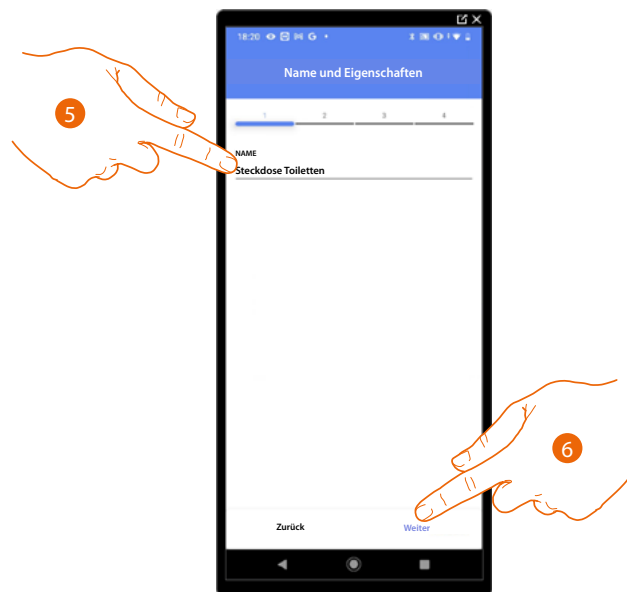 18:20 G
Name und Eigenschaften
1 2 3 4
NAME
Steckdose Toiletten
5
6
Zurück Weiter